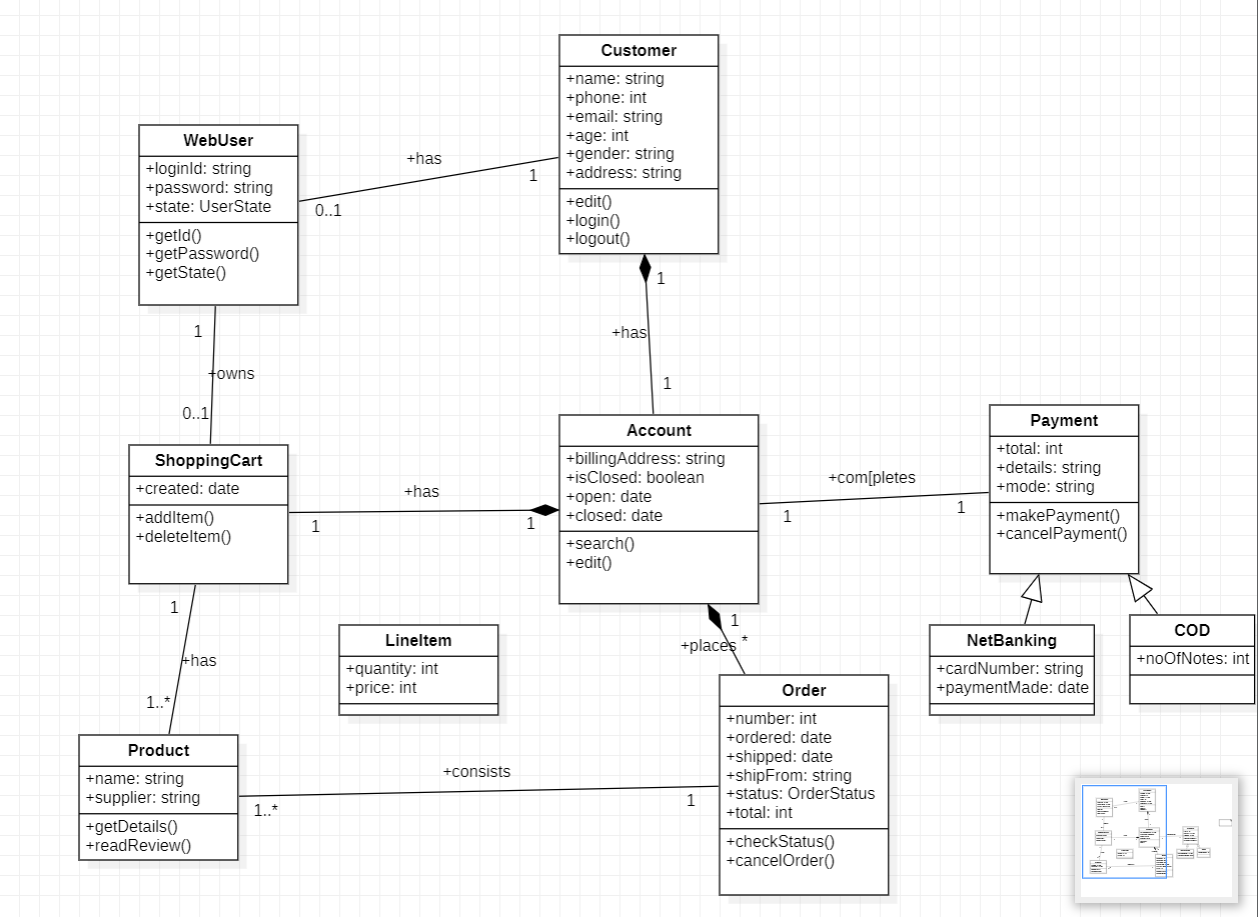 Customer
+name: string
+phone: int
+email: string
+age: int
+gender: string
+address: string
+edit()
+login()
+logout()
WebUser
+loginId: string
+password: string
+state: UserState
+getId()
+getPassword()
+getState()
+has
1
0..1
1
+has
1
1
+owns
0..1
ShoppingCart
+created: date
+addItem()
+deleteItem()
+has
1
1
Account
+billingAddress: string
+isClosed: boolean
+open: date
+closed: date
+search()
+edit()
+com[pletes
1
1
Payment
+total: int
+details: string
+mode: string
+makePayment()
+cancelPayment()
1
+has
1..*
LineItem
+quantity: int
+price: int
1
+places
*
NetBanking
+cardNumber: string
+paymentMade: date
COD
+noOfNotes: int
Product
+name: string
+supplier: string
+getDetails()
+readReview()
+consists
1..*
1
Order
+number: int
+ordered: date
+shipped: date
+shipFrom: string
+status: OrderStatus
+total: int
+checkStatus()
+cancelOrder()